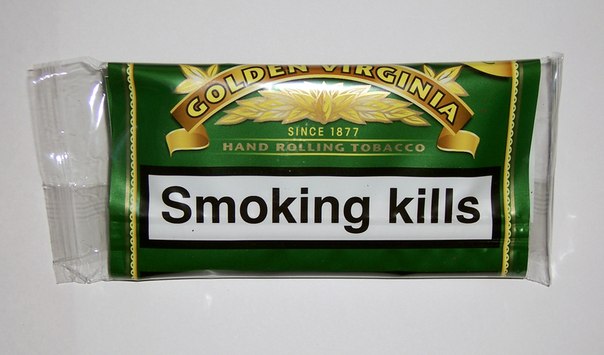 GOLDEN VIRGINIA
SINCE 1877
HAND ROLLING TOBACCO
Smoking kills